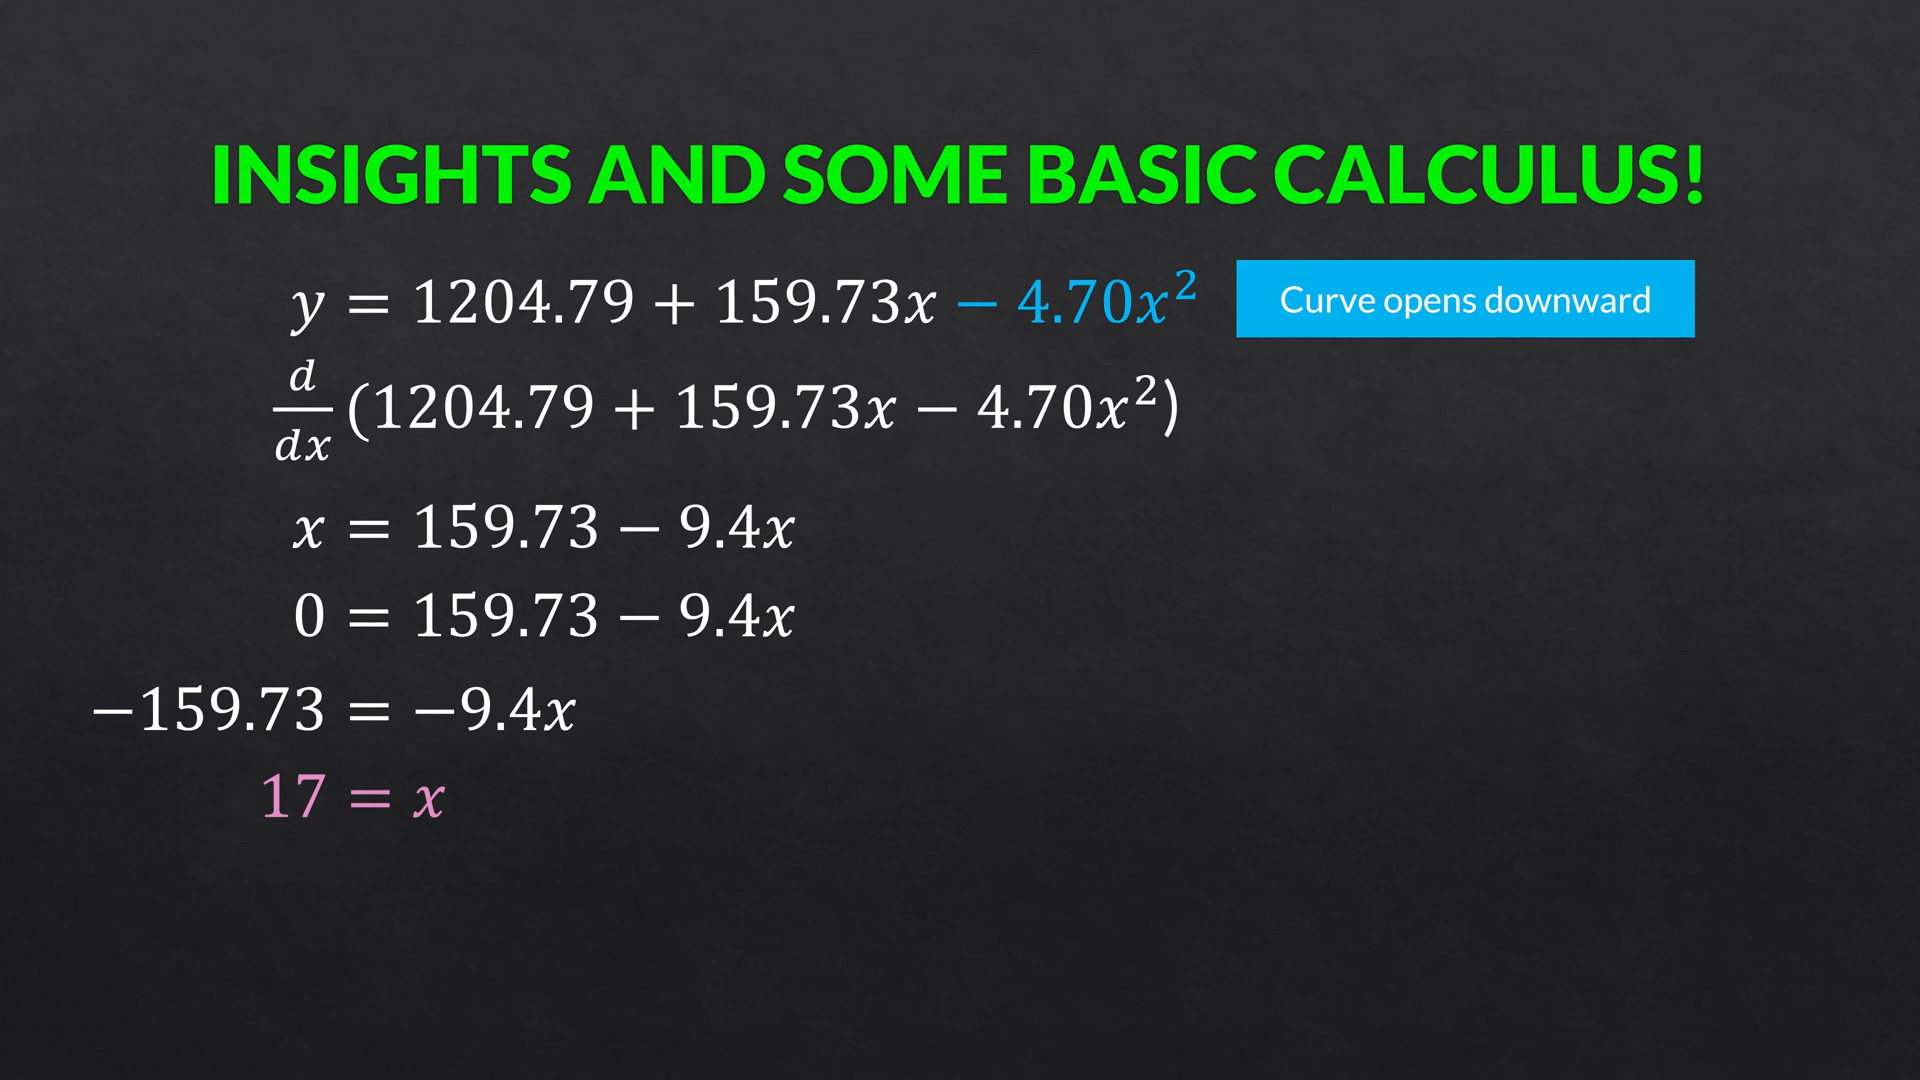 INSIGHTS AND SOME BASIC CALCULUS!
y = 1204.79 + 159.73x − 4.70x² Curve opens downward
d/dx (1204.79 + 159.73x − 4.70x²)
x = 159.73 − 9.4x
0 = 159.73 − 9.4x
−159.73 = −9.4x
17 = x